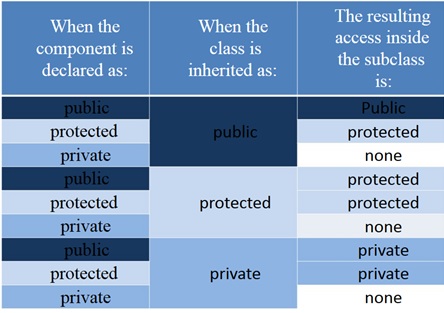 When the component is declared as:
When the class is inherited as:
The resulting access inside the subclass is:
public
public
Public
protected
protected
private
none
public
protected
protected
protected
protected
private
none
public
private
private
protected
private
private
none